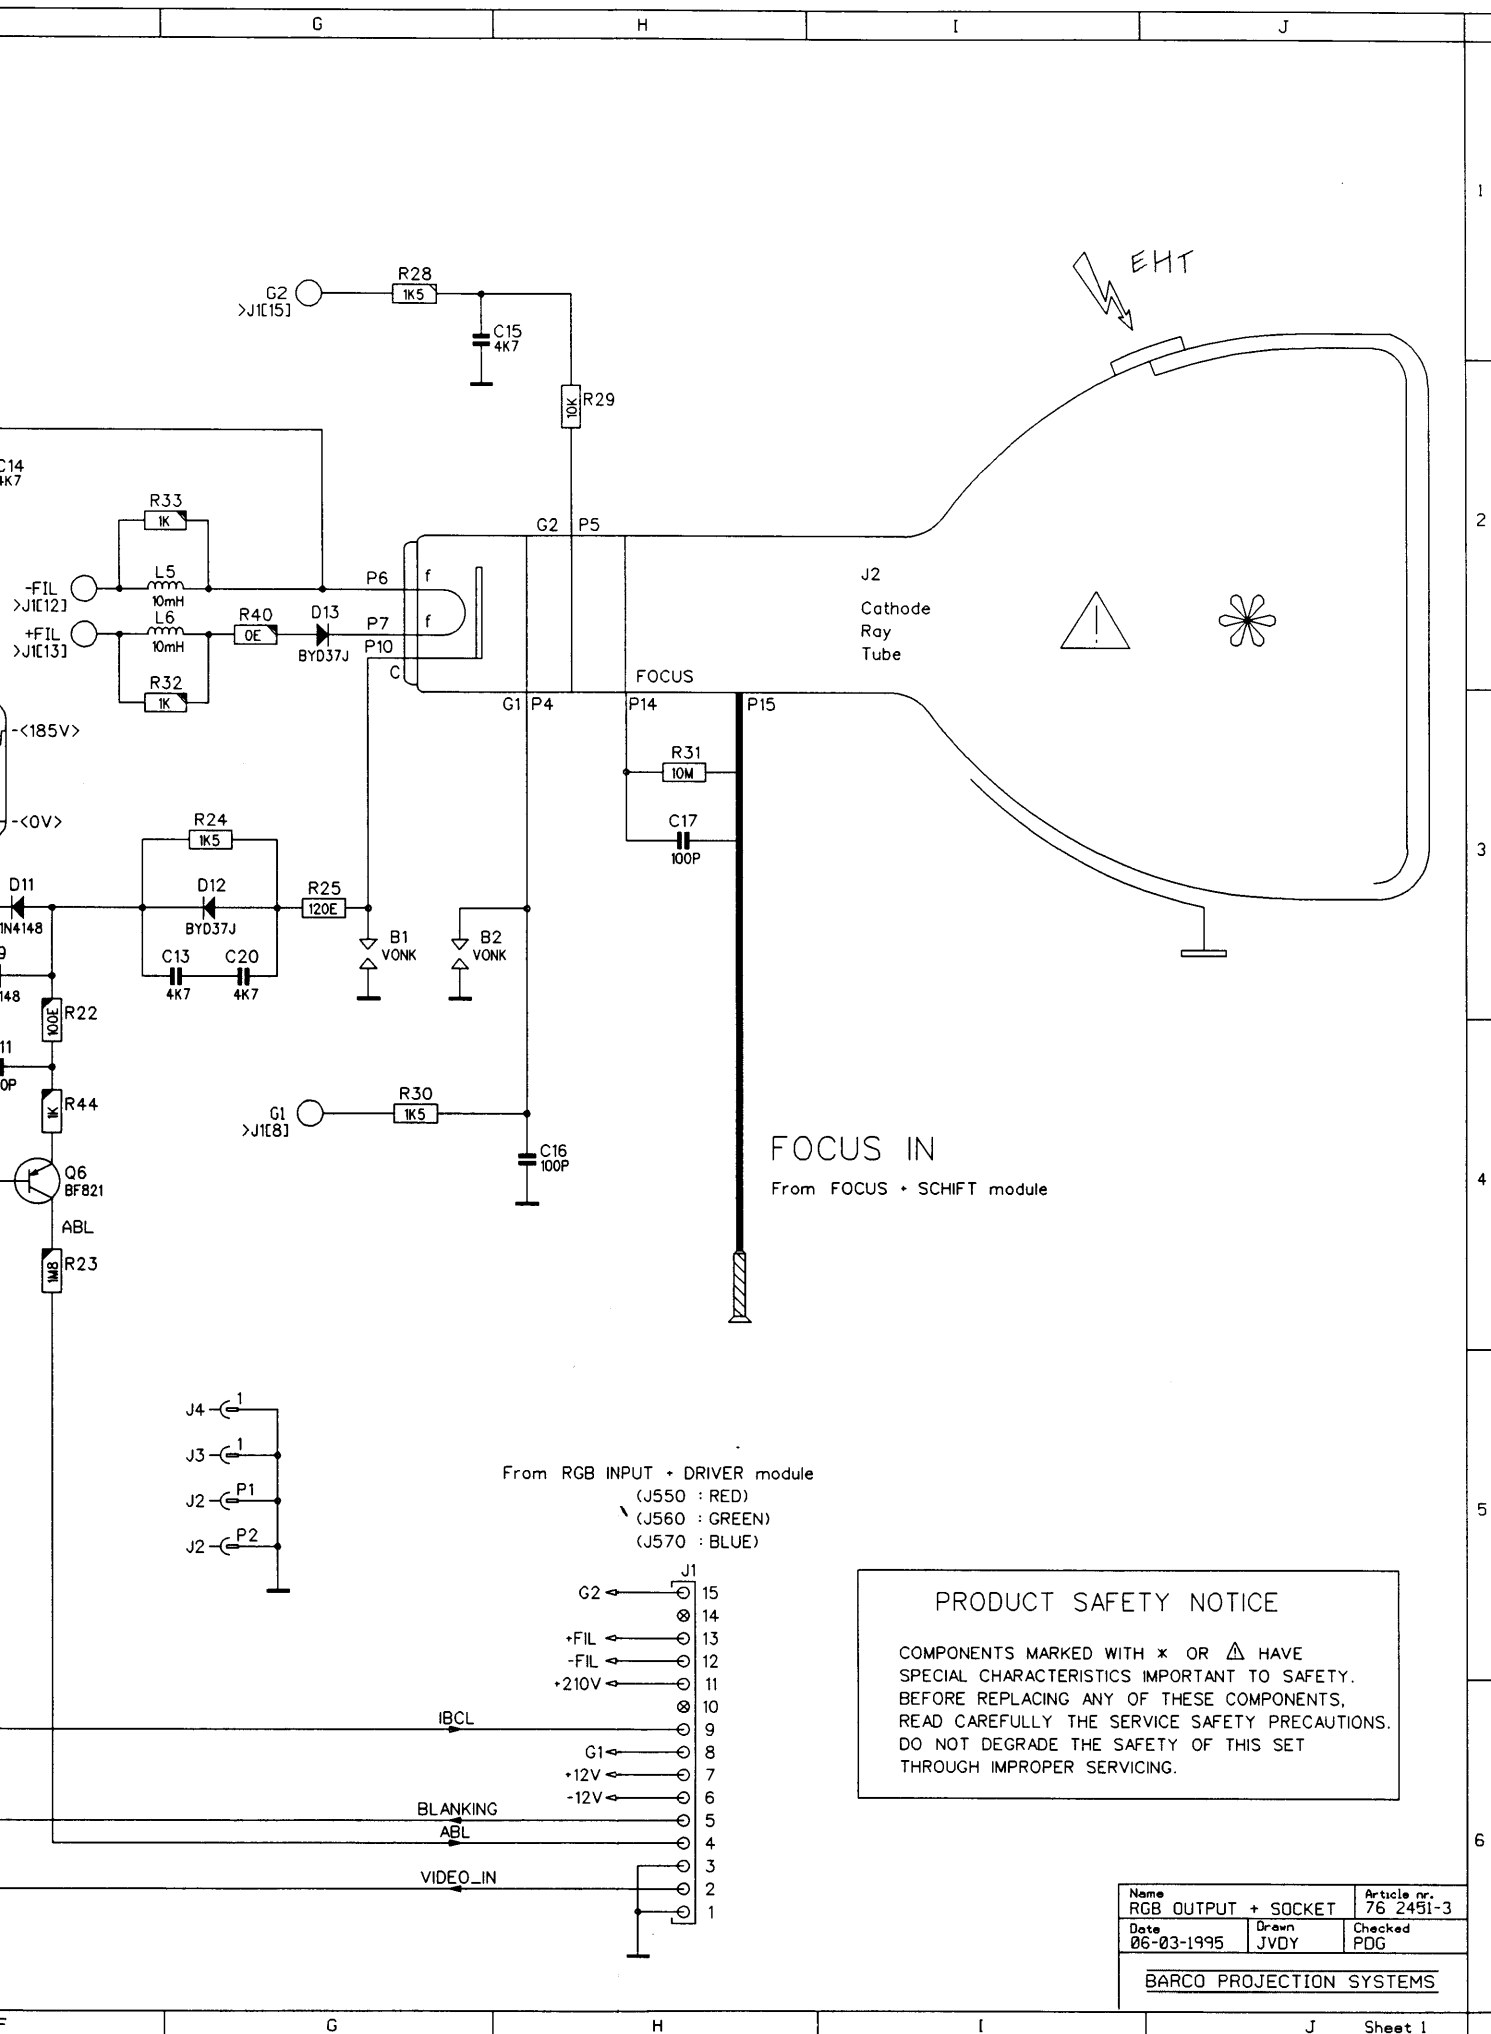 G H I J
1
EHT
R28
G2 1K5
>J1[15]
C15
4K7
R29
10K
C14
4K7
R33
1K
2
G2 P5
L5
-FIL
>J1[12]
10mH
P6 f
J2
Cathode
Ray
Tube
L6
+FIL
>J1[13]
10mH
R40
0E
D13
BYD37J
P7 f
P10
C
R32
1K
FOCUS
G1 P4
P14
P15
-<185V>
R31
10M
-<0V>
R24
1K5
C17
100P
3
D11
1N4148
D12
BYD37J
R25
120E
9
148
C13
4K7
C20
4K7
B1
VONK
B2
VONK
R22
100E
11
0P
R44
1K
R30
G1 1K5
>J1[8]
C16
100P
FOCUS IN
From FOCUS + SCHIFT module
4
Q6
BF821
ABL
R23
1M8
J4 1
J3 1
J2 P1
J2 P2
From RGB INPUT + DRIVER module
(J550 : RED)
(J560 : GREEN)
(J570 : BLUE)
5
J1
G2 15
14
+FIL 13
-FIL 12
+210V 11
10
IBCL 9
G1 8
+12V 7
-12V 6
BLANKING 5
ABL 4
3
VIDEO_IN 2
1
PRODUCT SAFETY NOTICE
COMPONENTS MARKED WITH * OR ⚠ HAVE
SPECIAL CHARACTERISTICS IMPORTANT TO SAFETY.
BEFORE REPLACING ANY OF THESE COMPONENTS,
READ CAREFULLY THE SERVICE SAFETY PRECAUTIONS.
DO NOT DEGRADE THE SAFETY OF THIS SET
THROUGH IMPROPER SERVICING.
6
Name Article nr.
RGB OUTPUT + SOCKET 76 2451-3
Date Drawn Checked
06-03-1995 JVDY PDG
BARCO PROJECTION SYSTEMS
G H I J Sheet 1